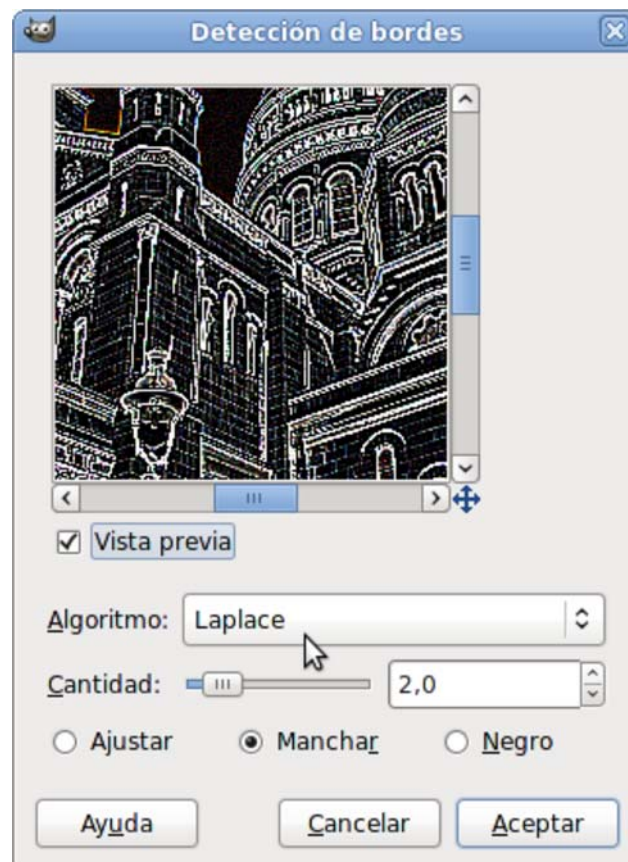 Detección de bordes
Vista previa
Algoritmo: Laplace
Cantidad: 2,0
Ajustar Manchar Negro
Ayuda Cancelar Aceptar